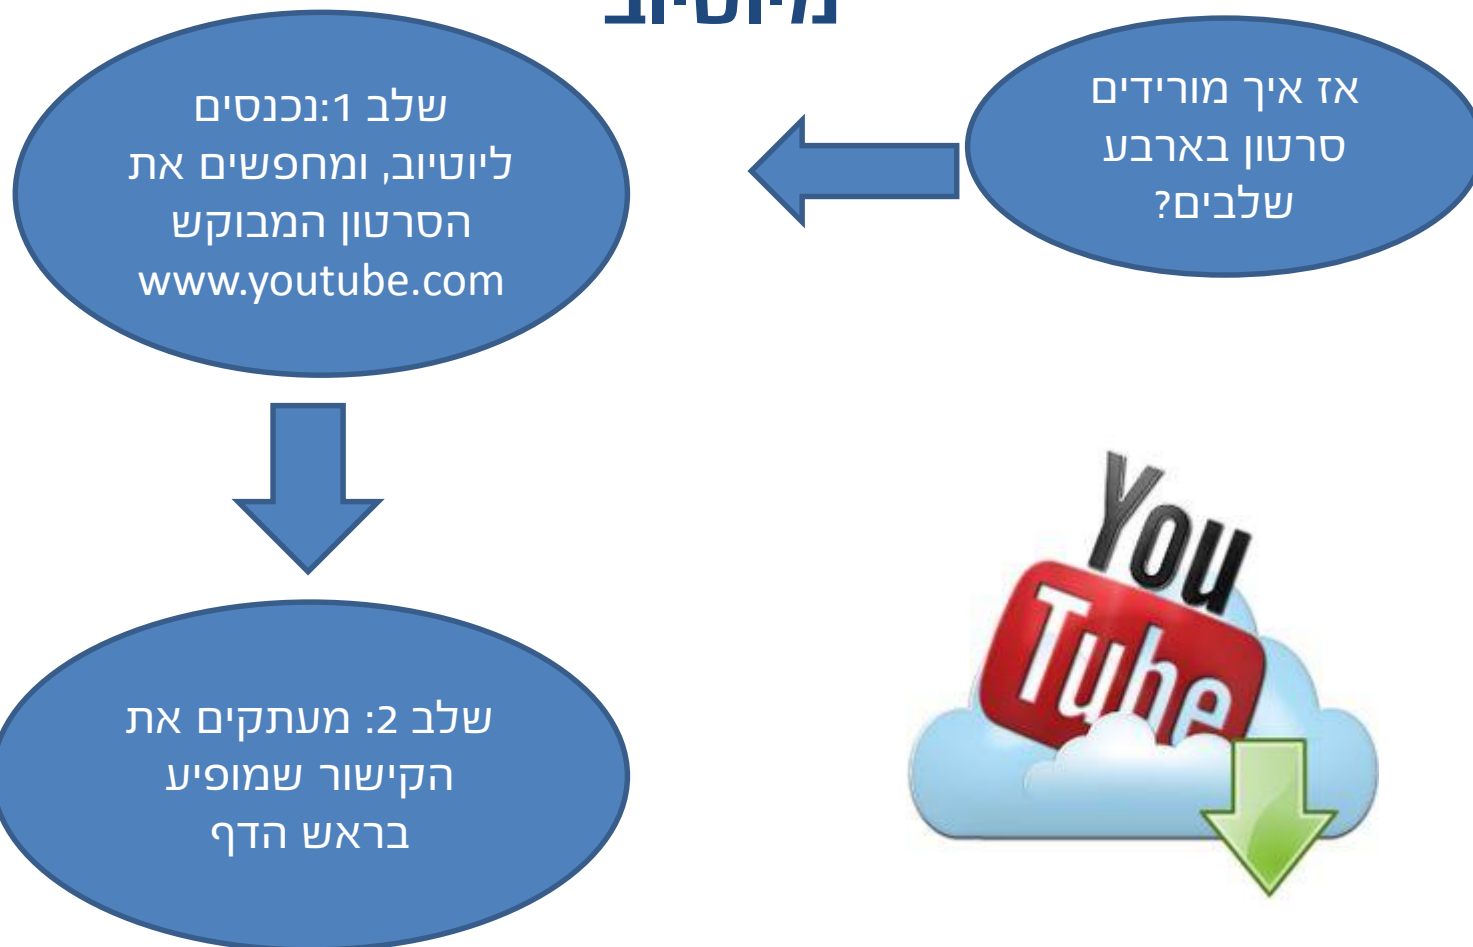 מיוטיוב
אז איך מורידים
סרטון בארבע
שלבים?
שלב 1:נכנסים
ליוטיוב, ומחפשים את
הסרטון המבוקש
www.youtube.com
שלב 2: מעתקים את
הקישור שמופיע
בראש הדף
You
Tube